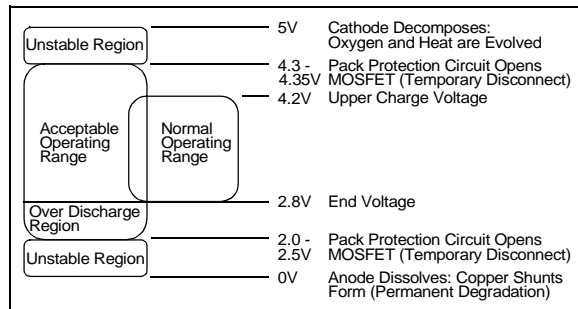 5V Cathode Decomposes:
Oxygen and Heat are Evolved
Unstable Region
4.3 - Pack Protection Circuit Opens
4.35V MOSFET (Temporary Disconnect)
4.2V Upper Charge Voltage
Acceptable
Operating
Range
Normal
Operating
Range
2.8V End Voltage
Over Discharge
Region
2.0 - Pack Protection Circuit Opens
2.5V MOSFET (Temporary Disconnect)
Unstable Region
0V Anode Dissolves: Copper Shunts
Form (Permanent Degradation)